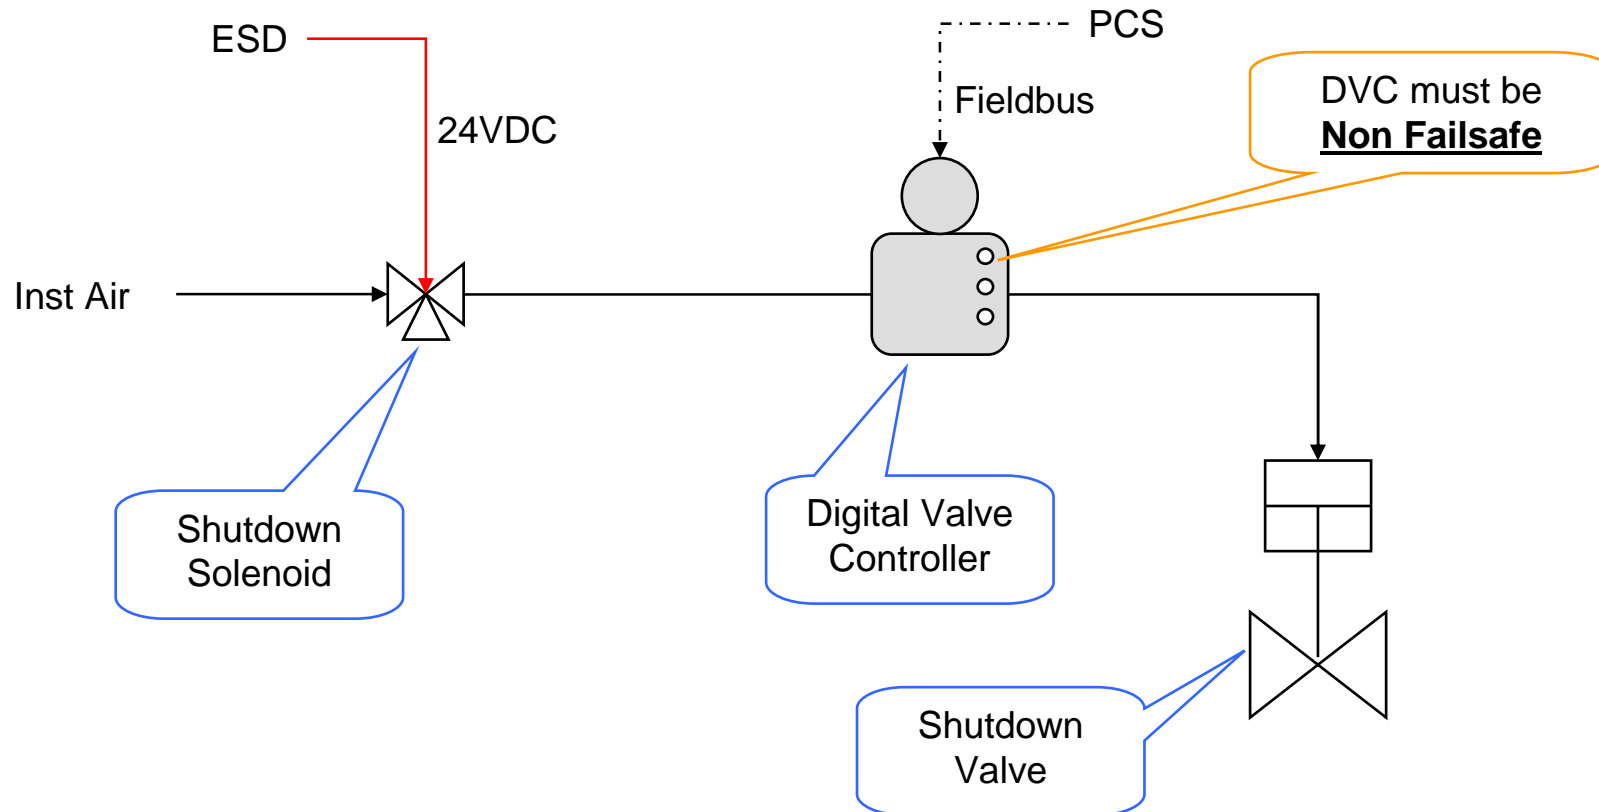 ESD
PCS
24VDC
Fieldbus
DVC must be
Non Failsafe
Inst Air
Shutdown
Solenoid
Digital Valve
Controller
Shutdown
Valve